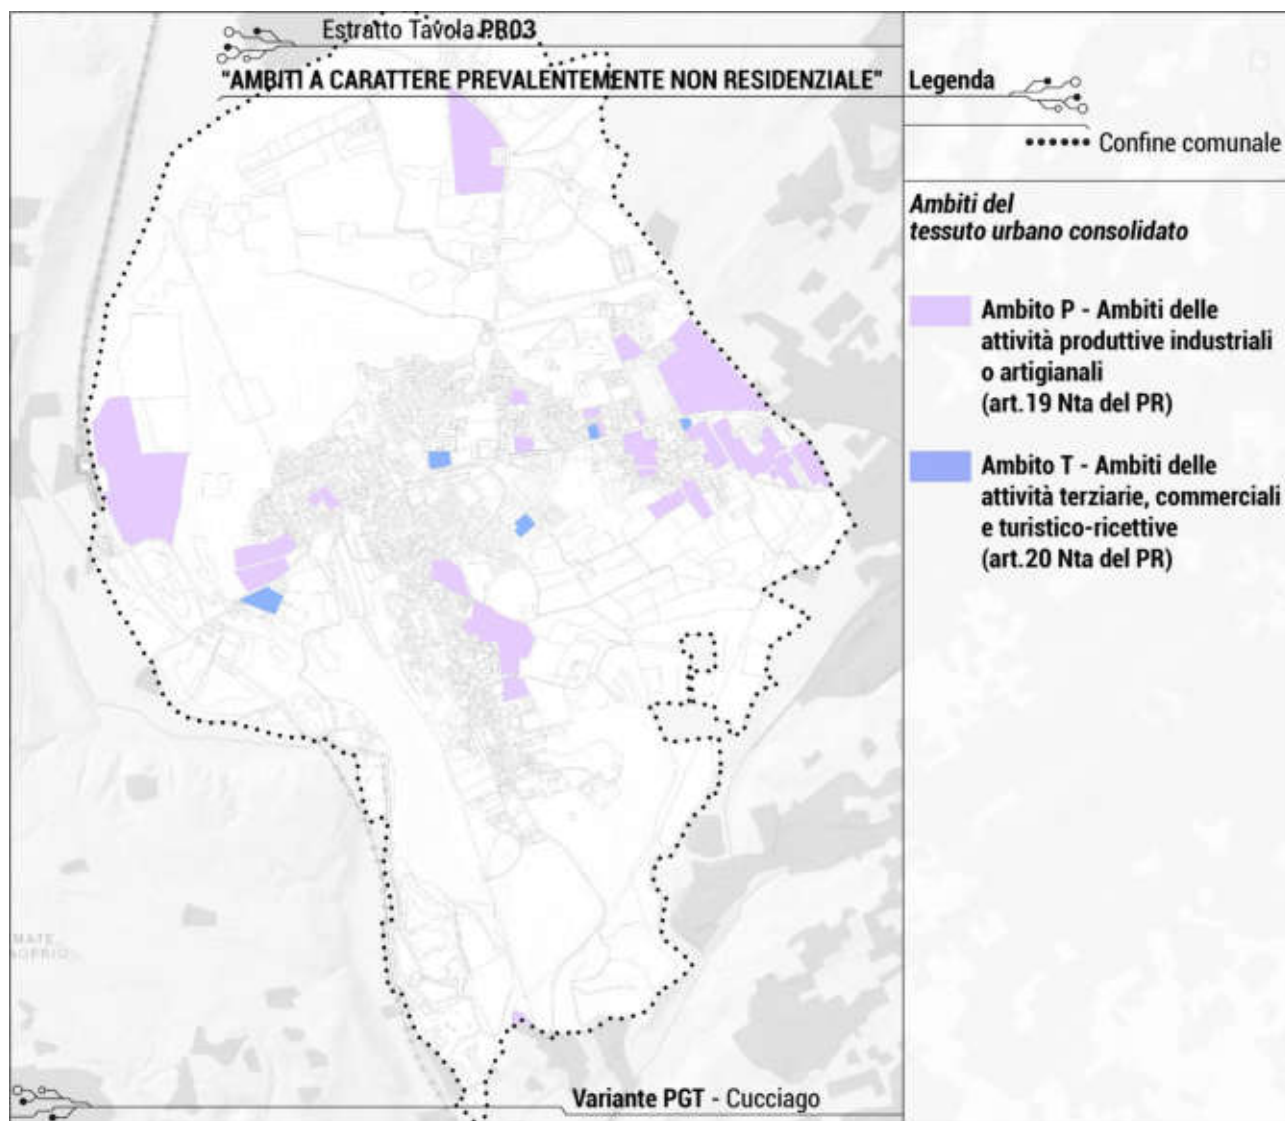 Estratto Tavola PR03
"AMBITI A CARATTERE PREVALENTEMENTE NON RESIDENZIALE"
Legenda
Confine comunale
Ambiti del
tessuto urbano consolidato
Ambito P - Ambiti delle
attività produttive industriali
o artigianali
(art.19 Nta del PR)
Ambito T - Ambiti delle
attività terziarie, commerciali
e turistico-ricettive
(art.20 Nta del PR)
Variante PGT - Cucciago